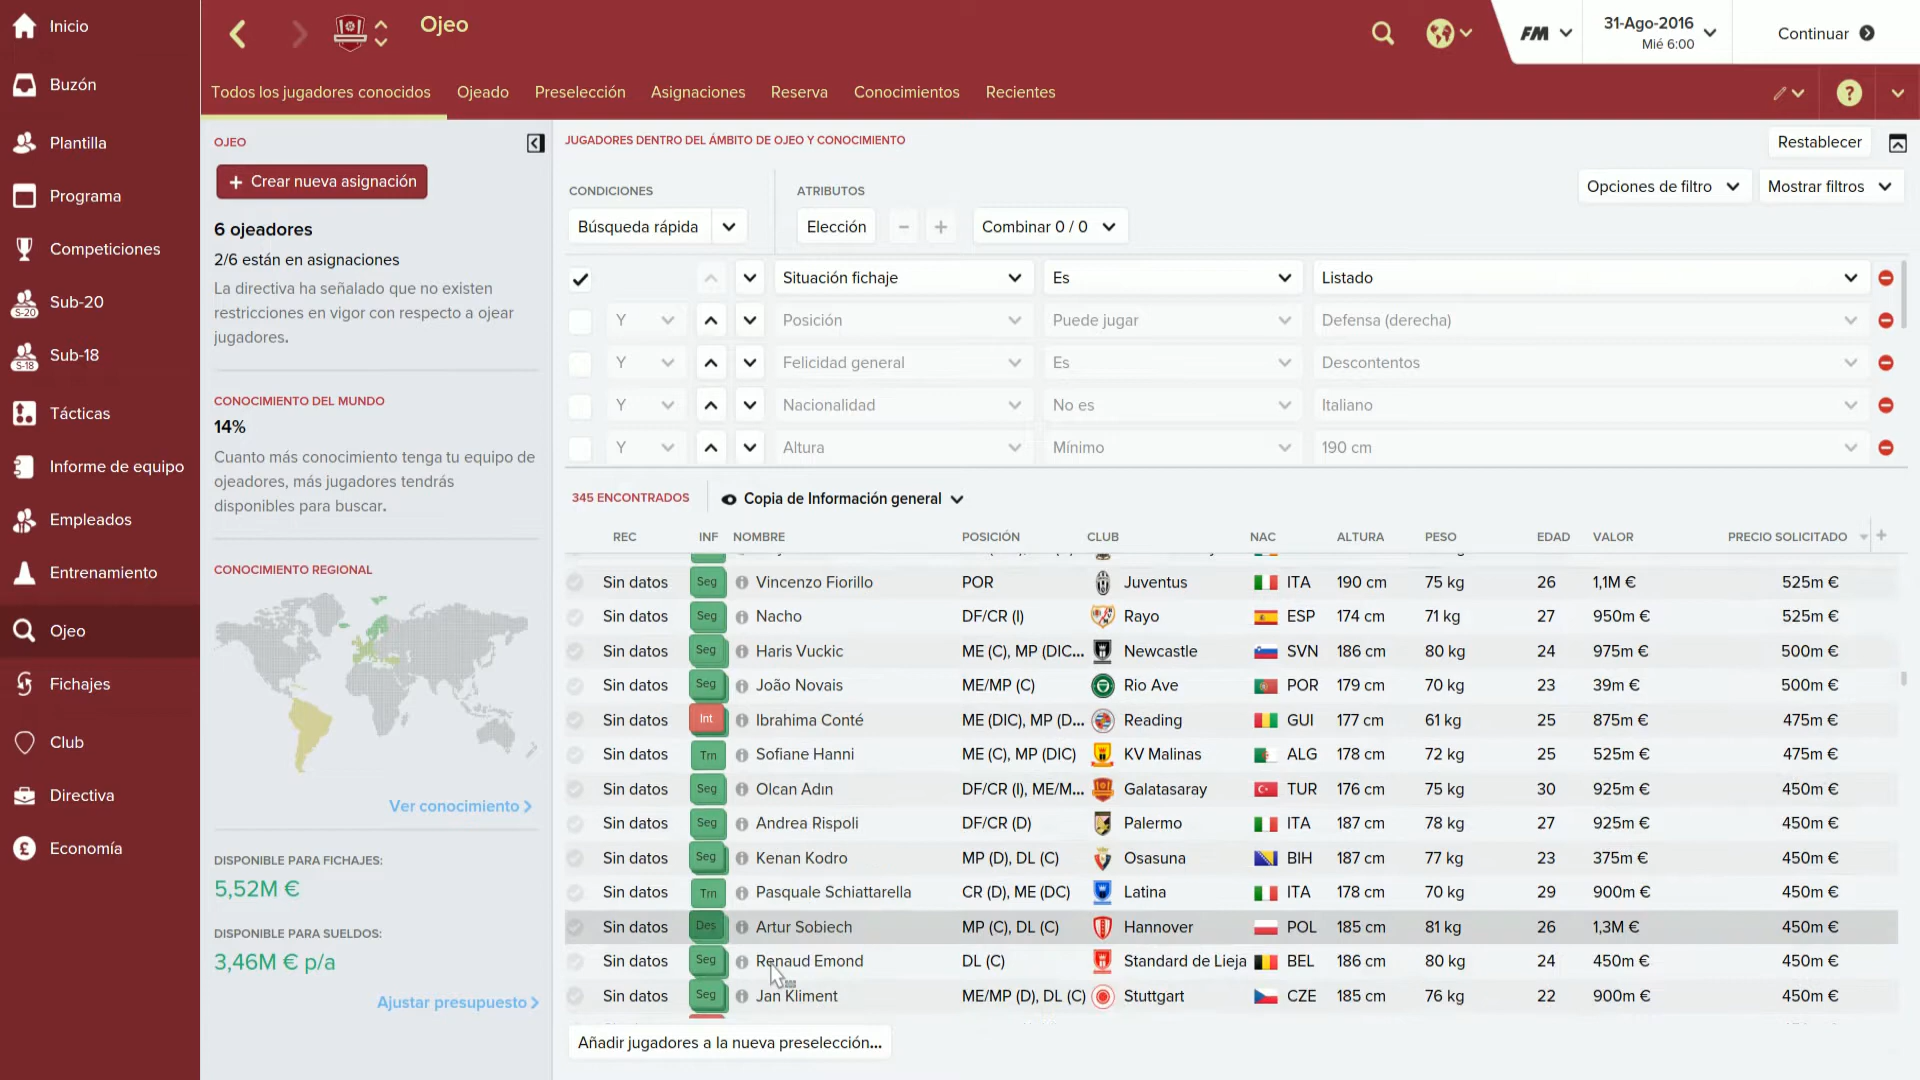 Inicio
Buzón
Plantilla
Programa
Competiciones
S-20 Sub-20
S-18 Sub-18
Tácticas
Informe de equipo
Empleados
Entrenamiento
Ojeo
Fichajes
Club
Directiva
Economía
Ojeo
FM
31-Ago-2016
Mié 6:00
Continuar
Todos los jugadores conocidos Ojeado Preselección Asignaciones Reserva Conocimientos Recientes
?
OJEO
+ Crear nueva asignación
6 ojeadores
2/6 están en asignaciones
La directiva ha señalado que no existen
restricciones en vigor con respecto a ojear
jugadores.
CONOCIMIENTO DEL MUNDO
14%
Cuanto más conocimiento tenga tu equipo de
ojeadores, más jugadores tendrás
disponibles para buscar.
CONOCIMIENTO REGIONAL
Ver conocimiento
DISPONIBLE PARA FICHAJES:
5,52M €
DISPONIBLE PARA SUELDOS:
3,46M € p/a
Ajustar presupuesto
JUGADORES DENTRO DEL ÁMBITO DE OJEO Y CONOCIMIENTO
Restablecer
CONDICIONES ATRIBUTOS
Opciones de filtro Mostrar filtros
Búsqueda rápida Elección − + Combinar 0 / 0
Situación fichaje Es Listado
Y Posición Puede jugar Defensa (derecha)
Y Felicidad general Es Descontentos
Y Nacionalidad No es Italiano
Y Altura Mínimo 190 cm
345 ENCONTRADOS Copia de Información general
REC INF NOMBRE POSICIÓN CLUB NAC ALTURA PESO EDAD VALOR PRECIO SOLICITADO +
Sin datos Seg Vincenzo Fiorillo POR Juventus ITA 190 cm 75 kg 26 1,1M € 525m €
Sin datos Seg Nacho DF/CR (I) Rayo ESP 174 cm 71 kg 27 950m € 525m €
Sin datos Seg Haris Vuckic ME (C), MP (DIC... Newcastle SVN 186 cm 80 kg 24 975m € 500m €
Sin datos Seg João Novais ME/MP (C) Rio Ave POR 179 cm 70 kg 23 39m € 500m €
Sin datos Int Ibrahima Conté ME (DIC), MP (D... Reading GUI 177 cm 61 kg 25 875m € 475m €
Sin datos Trn Sofiane Hanni ME (C), MP (DIC) KV Malinas ALG 178 cm 72 kg 25 525m € 475m €
Sin datos Seg Olcan Adın DF/CR (I), ME/M... Galatasaray TUR 176 cm 75 kg 30 925m € 450m €
Sin datos Seg Andrea Rispoli DF/CR (D) Palermo ITA 187 cm 78 kg 27 925m € 450m €
Sin datos Seg Kenan Kodro MP (D), DL (C) Osasuna BIH 187 cm 77 kg 23 375m € 450m €
Sin datos Trn Pasquale Schiattarella CR (D), ME (DC) Latina ITA 178 cm 70 kg 29 900m € 450m €
Sin datos Des Artur Sobiech MP (C), DL (C) Hannover POL 185 cm 81 kg 26 1,3M € 450m €
Sin datos Seg Renaud Emond DL (C) Standard de Lieja BEL 186 cm 80 kg 24 450m € 450m €
Sin datos Seg Jan Kliment ME/MP (D), DL (C) Stuttgart CZE 185 cm 76 kg 22 900m € 450m €
Añadir jugadores a la nueva preselección...